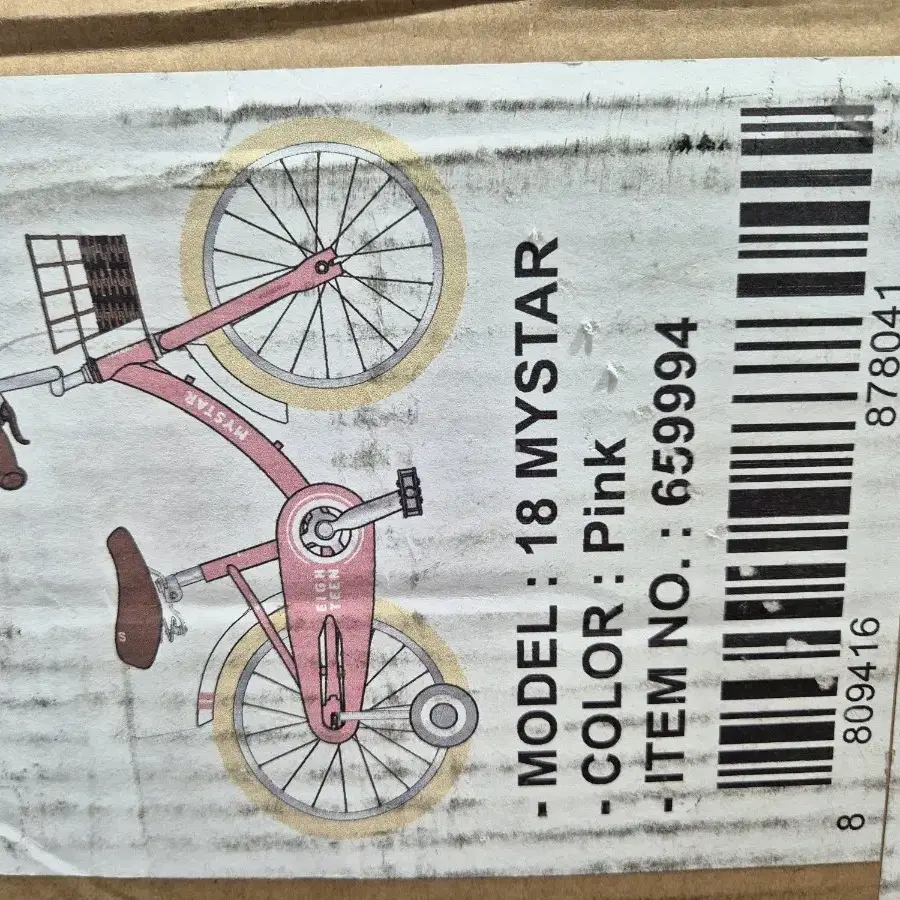 MYSTAR
EIGH
TEEN
S
- MODEL : 18 MYSTAR
- COLOR : Pink
- ITEM NO. : 659994
8 809416 878041